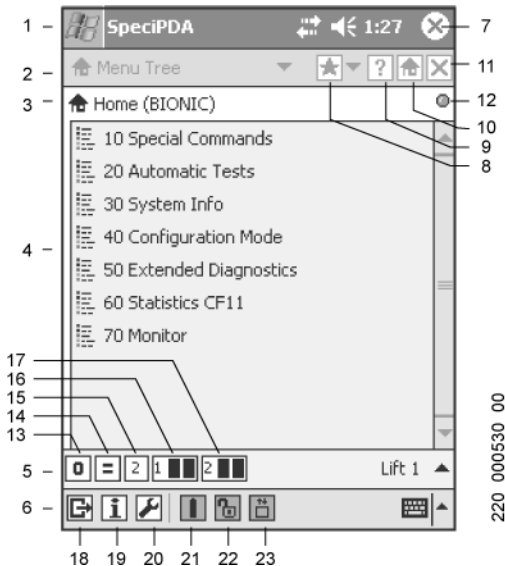 1 SpeciPDA 1:27 7
2 Menu Tree ? 11
3 Home (BIONIC) 12
10
9
8
10 Special Commands
20 Automatic Tests
30 System Info
4 40 Configuration Mode
50 Extended Diagnostics
60 Statistics CF11
70 Monitor
17
16
15
14
13
5 0 = 2 1 2 Lift 1
6 i
18 19 20 21 22 23
220 000530 00